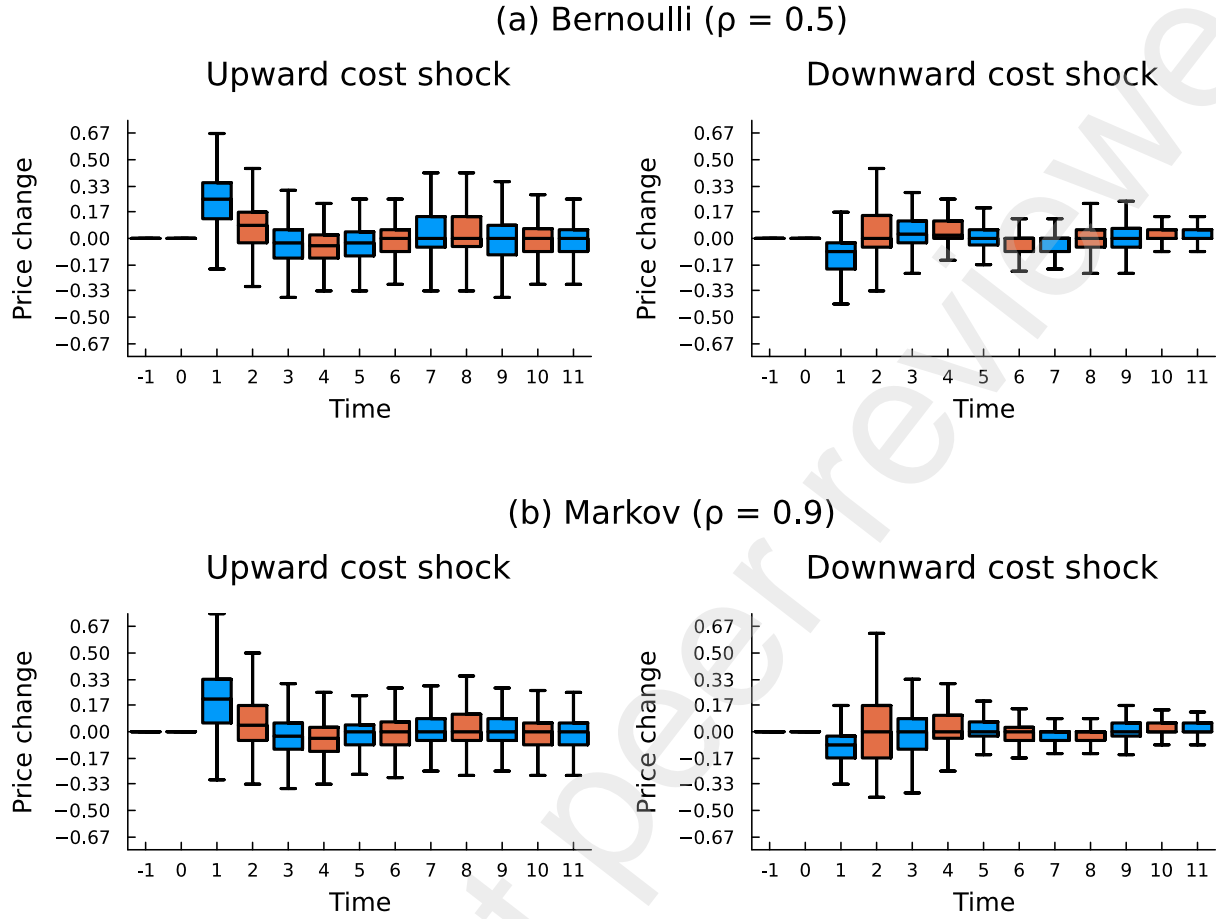 (a) Bernoulli (ρ = 0.5)
Upward cost shock
Price change
0.67
0.50
0.33
0.17
0.00
−0.17
−0.33
−0.50
−0.67
-1 0 1 2 3 4 5 6 7 8 9 10 11
Time
Downward cost shock
Price change
0.67
0.50
0.33
0.17
0.00
−0.17
−0.33
−0.50
−0.67
-1 0 1 2 3 4 5 6 7 8 9 10 11
Time
(b) Markov (ρ = 0.9)
Upward cost shock
Price change
0.67
0.50
0.33
0.17
0.00
−0.17
−0.33
−0.50
−0.67
-1 0 1 2 3 4 5 6 7 8 9 10 11
Time
Downward cost shock
Price change
0.67
0.50
0.33
0.17
0.00
−0.17
−0.33
−0.50
−0.67
-1 0 1 2 3 4 5 6 7 8 9 10 11
Time
peer